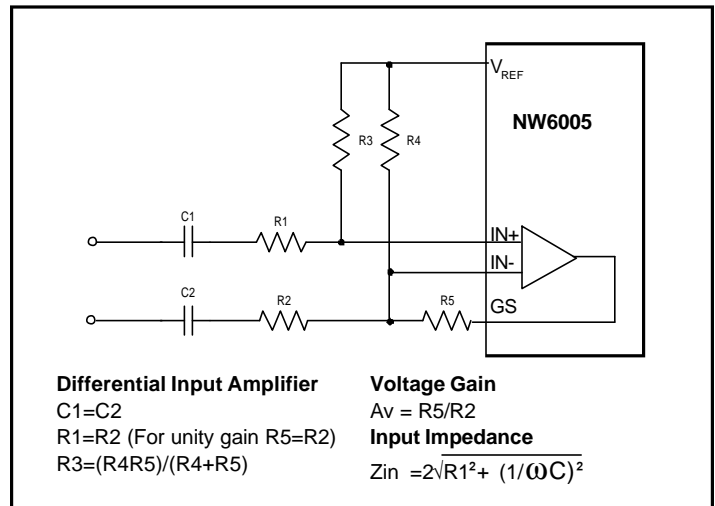 VREF
NW6005
R3
R4
C1
R1
IN+
IN-
C2
R2
R5
GS
Differential Input Amplifier
C1=C2
R1=R2 (For unity gain R5=R2)
R3=(R4R5)/(R4+R5)
Voltage Gain
Av = R5/R2
Input Impedance
Zin =2√R1²+ (1/ωC)²